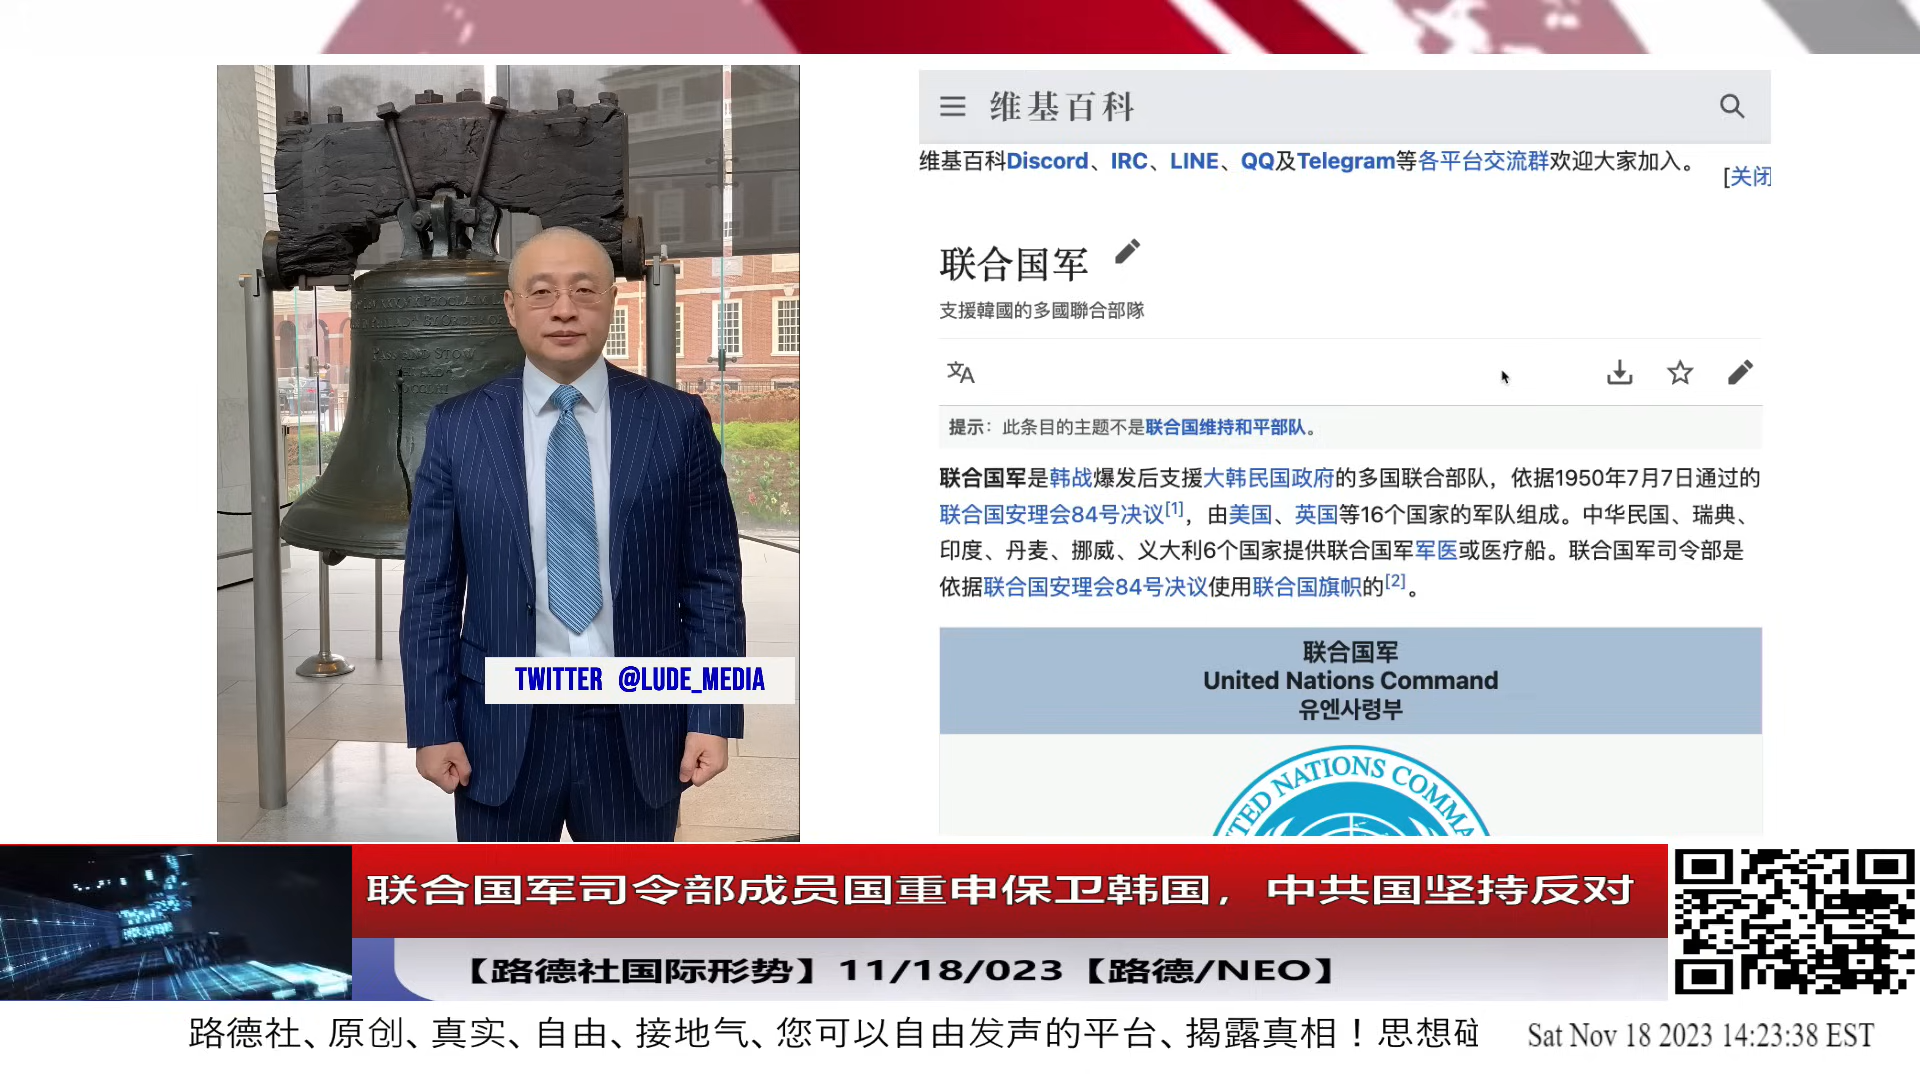 维基百科
维基百科Discord、IRC、LINE、QQ及Telegram等各平台交流群欢迎大家加入。
[关闭
联合国军
支援韓國的多國聯合部隊
提示：此条目的主题不是联合国维持和平部队。
联合国军是韩战爆发后支援大韩民国政府的多国联合部队，依据1950年7月7日通过的
联合国安理会84号决议[1]，由美国、英国等16个国家的军队组成。中华民国、瑞典、
印度、丹麦、挪威、义大利6个国家提供联合国军军医或医疗船。联合国军司令部是
依据联合国安理会84号决议使用联合国旗帜的[2]。
联合国军
United Nations Command
유엔사령부
TED NATIONS COMMA
PASS AND STOW
TWITTER @LUDE_MEDIA
联合国军司令部成员国重申保卫韩国，中共国坚持反对
【路德社国际形势】11/18/023【路德/NEO】
路德社、原创、真实、自由、接地气、您可以自由发声的平台、揭露真相！思想碰
Sat Nov 18 2023 14:23:38 EST